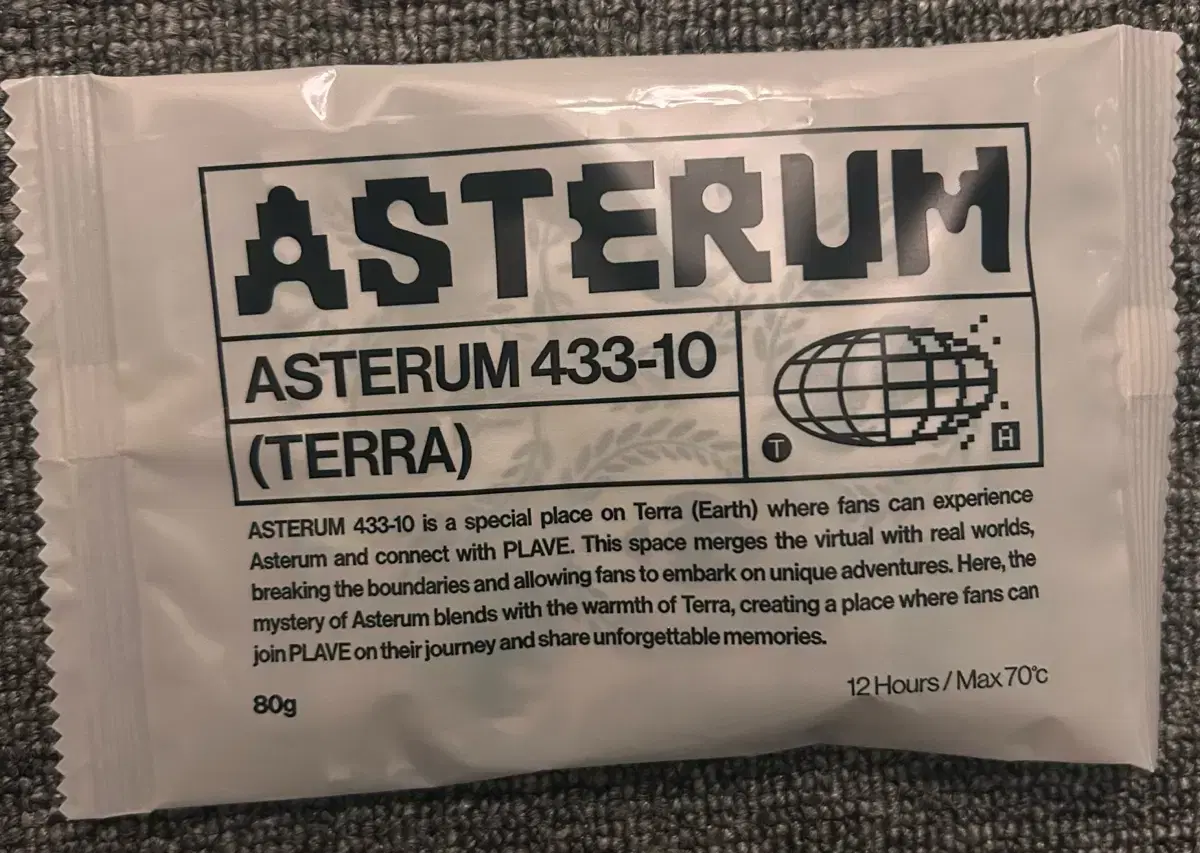 ASTERUM
ASTERUM 433-10
(TERRA)
T
A
ASTERUM 433-10 is a special place on Terra (Earth) where fans can experience
Asterum and connect with PLAVE. This space merges the virtual with real worlds,
breaking the boundaries and allowing fans to embark on unique adventures. Here, the
mystery of Asterum blends with the warmth of Terra, creating a place where fans can
join PLAVE on their journey and share unforgettable memories.
80g
12 Hours / Max 70℃